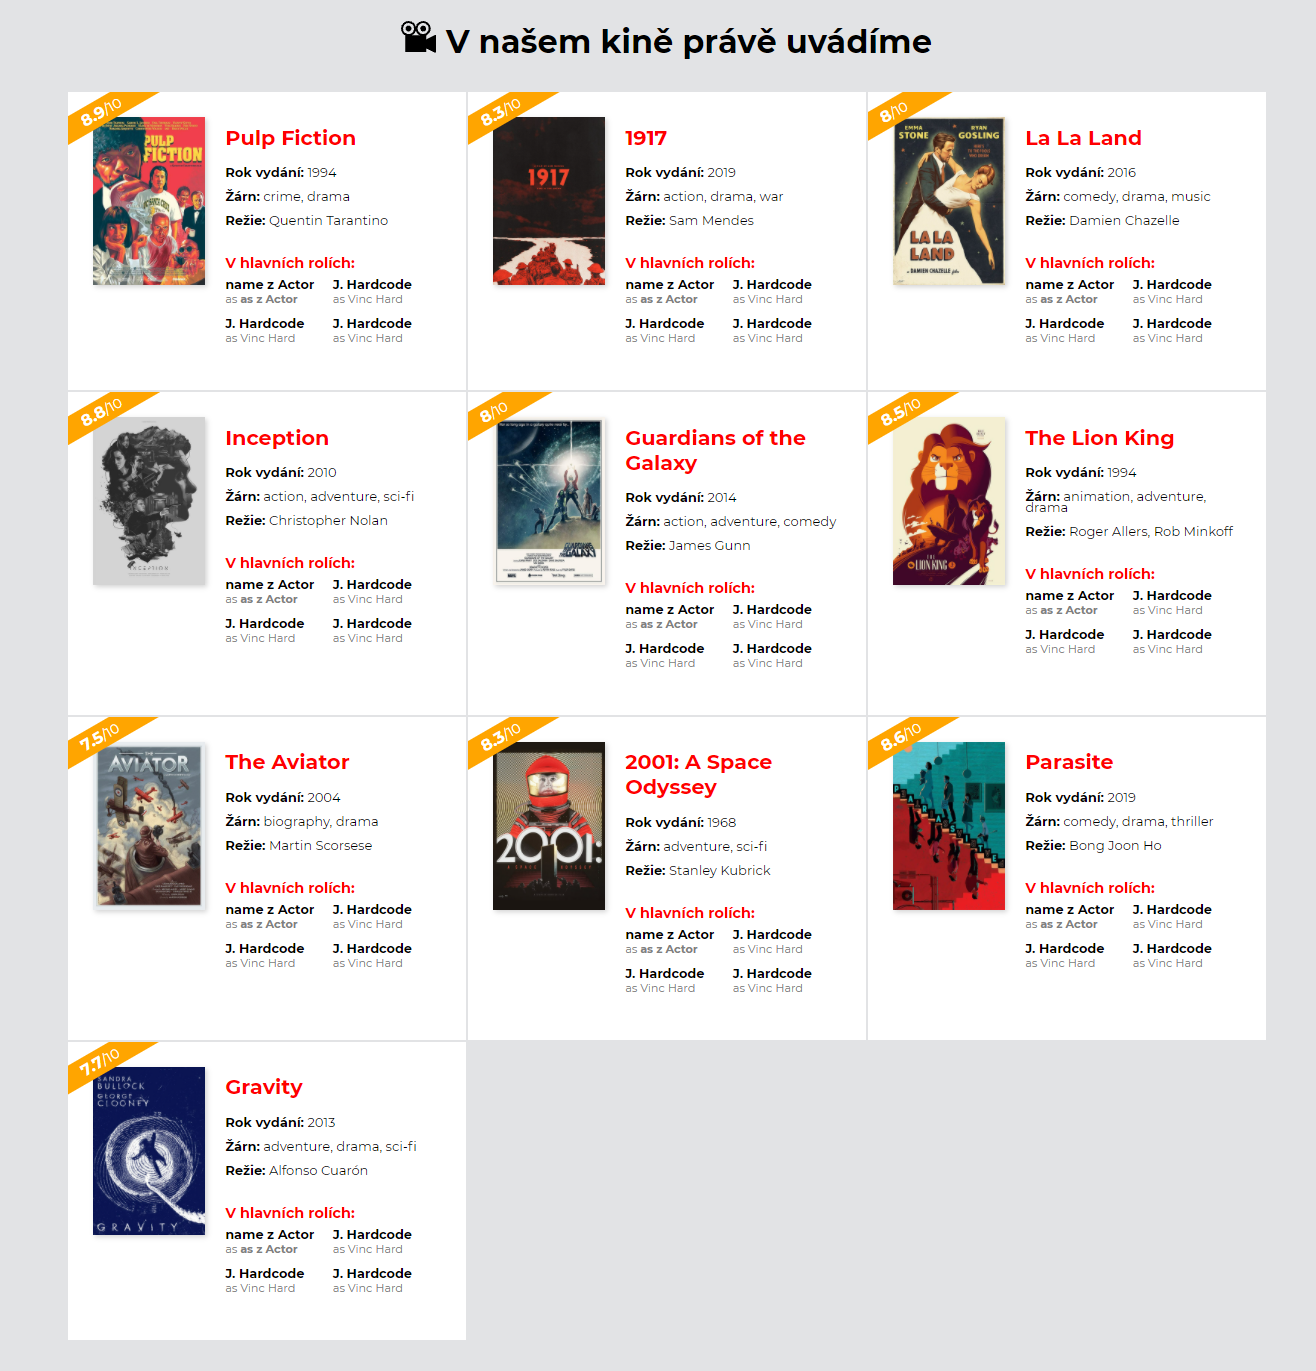 V našem kině právě uvádíme
8.9/10
PULP
FICTION
Pulp Fiction
Rok vydání: 1994
Žárn: crime, drama
Režie: Quentin Tarantino
V hlavních rolích:
name z Actor J. Hardcode
as as z Actor as Vinc Hard
J. Hardcode J. Hardcode
as Vinc Hard as Vinc Hard
8.3/10
1917
1917
Rok vydání: 2019
Žárn: action, drama, war
Režie: Sam Mendes
V hlavních rolích:
name z Actor J. Hardcode
as as z Actor as Vinc Hard
J. Hardcode J. Hardcode
as Vinc Hard as Vinc Hard
8/10
EMMA RYAN
STONE GOSLING
LA LA
LAND
A DAMIEN CHAZELLE film
La La Land
Rok vydání: 2016
Žárn: comedy, drama, music
Režie: Damien Chazelle
V hlavních rolích:
name z Actor J. Hardcode
as as z Actor as Vinc Hard
J. Hardcode J. Hardcode
as Vinc Hard as Vinc Hard
8.8/10
INCEPTION
Inception
Rok vydání: 2010
Žárn: action, adventure, sci-fi
Režie: Christopher Nolan
V hlavních rolích:
name z Actor J. Hardcode
as as z Actor as Vinc Hard
J. Hardcode J. Hardcode
as Vinc Hard as Vinc Hard
8/10
GUARDIANS
OF THE GALAXY
Guardians of the
Galaxy
Rok vydání: 2014
Žárn: action, adventure, comedy
Režie: James Gunn
V hlavních rolích:
name z Actor J. Hardcode
as as z Actor as Vinc Hard
J. Hardcode J. Hardcode
as Vinc Hard as Vinc Hard
8.5/10
THE
LION KING
The Lion King
Rok vydání: 1994
Žárn: animation, adventure,
drama
Režie: Roger Allers, Rob Minkoff
V hlavních rolích:
name z Actor J. Hardcode
as as z Actor as Vinc Hard
J. Hardcode J. Hardcode
as Vinc Hard as Vinc Hard
7.5/10
THE
AVIATOR
The Aviator
Rok vydání: 2004
Žárn: biography, drama
Režie: Martin Scorsese
V hlavních rolích:
name z Actor J. Hardcode
as as z Actor as Vinc Hard
J. Hardcode J. Hardcode
as Vinc Hard as Vinc Hard
8.3/10
2001:
A SPACE ODYSSEY
2001: A Space
Odyssey
Rok vydání: 1968
Žárn: adventure, sci-fi
Režie: Stanley Kubrick
V hlavních rolích:
name z Actor J. Hardcode
as as z Actor as Vinc Hard
J. Hardcode J. Hardcode
as Vinc Hard as Vinc Hard
8.6/10
PARASITE
Parasite
Rok vydání: 2019
Žárn: comedy, drama, thriller
Režie: Bong Joon Ho
V hlavních rolích:
name z Actor J. Hardcode
as as z Actor as Vinc Hard
J. Hardcode J. Hardcode
as Vinc Hard as Vinc Hard
7.7/10
SANDRA
BULLOCK
GEORGE
CLOONEY
GRAVITY
Gravity
Rok vydání: 2013
Žárn: adventure, drama, sci-fi
Režie: Alfonso Cuarón
V hlavních rolích:
name z Actor J. Hardcode
as as z Actor as Vinc Hard
J. Hardcode J. Hardcode
as Vinc Hard as Vinc Hard